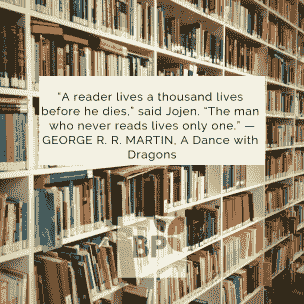 “A reader lives a thousand lives
before he dies,” said Jojen. “The man
who never reads lives only one.” —
GEORGE R. R. MARTIN, A Dance with
Dragons
BP